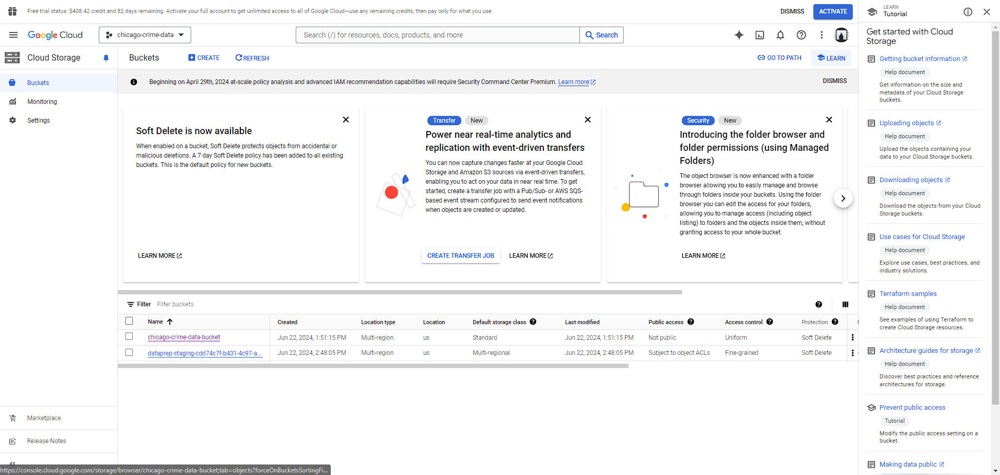 Free trial status: $408.42 credit and 82 days remaining. Activate your full account to get unlimited access to all of Google Cloud—use any remaining credits, then pay only for what you use.
DISMISS
ACTIVATE
Google Cloud
chicago-crime-data
Search (/) for resources, docs, products, and more
Search
Cloud Storage
Buckets
Monitoring
Settings
Marketplace
Release Notes
Buckets
CREATE
REFRESH
GO TO PATH
LEARN
Beginning on April 29th, 2024 at-scale policy analysis and advanced IAM recommendation capabilities will require Security Command Center Premium. Learn more
DISMISS
Soft Delete is now available
When enabled on a bucket, Soft Delete protects objects from accidental or
malicious deletions. A 7 day Soft Delete policy has been added to all existing
buckets. This is the default policy for new buckets.
LEARN MORE
Transfer New
Power near real-time analytics and
replication with event-driven transfers
You can now capture changes faster at your Google Cloud
Storage and Amazon S3 sources via event-driven transfers,
enabling you to act on your data in near real time. To get
started, create a transfer job with a Pub/Sub- or AWS SQS-
based event stream configured to send event notifications
when objects are created or updated.
CREATE TRANSFER JOB
LEARN MORE
Security New
Introducing the folder browser and
folder permissions (using Managed
Folders)
The object browser is now enhanced with a folder
browser allowing you to easily manage and browse
through folders inside your buckets. Using the folder
browser you can edit the access for your folders,
allowing you to manage access (including object
listing) to folders and the objects inside them, without
granting access to your whole bucket.
LEARN MORE
Filter Filter buckets
Name Created Location type Location Default storage class Last modified Public access Access control Protection
chicago-crime-data-bucket Jun 22, 2024, 1:51:15 PM Multi-region us Standard Jun 22, 2024, 1:51:15 PM Not public Uniform Soft Delete
dataprep-staging-cdd74c7f-b431-4c97-a... Jun 22, 2024, 2:48:05 PM Multi-region us Multi-regional Jun 22, 2024, 2:48:05 PM Subject to object ACLs Fine-grained Soft Delete
https://console.cloud.google.com/storage/browser/chicago-crime-data-bucket;tab=objects?forceOnBucketsSortingFi...
LEARN
Tutorial
Get started with Cloud
Storage
Getting bucket information
Help document
Get information on the size and
metadata of your Cloud Storage
buckets.
Uploading objects
Help document
Upload the objects containing your
data to your Cloud Storage buckets.
Downloading objects
Help document
Download the objects from your Cloud
Storage buckets.
Use cases for Cloud Storage
Help document
Explore use cases, best practices, and
industry solutions.
Terraform samples
Help document
See examples of using Terraform to
create Cloud Storage resources.
Architecture guides for storage
Help document
Discover best practices and reference
architectures for storage.
Prevent public access
Tutorial
Modify the public access setting on a
bucket.
Making data public